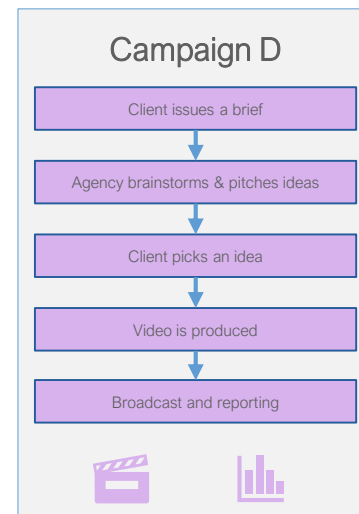 Campaign D
Client issues a brief
Agency brainstorms & pitches ideas
Client picks an idea
Video is produced
Broadcast and reporting